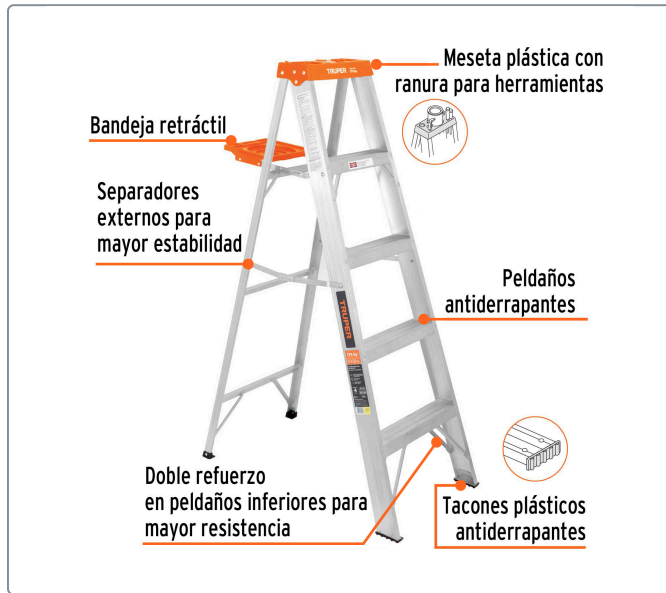 Meseta plástica con
ranura para herramientas
TRUPER
Bandeja retráctil
Separadores
externos para
mayor estabilidad
Peldaños
antiderrapantes
TRUPER
Doble refuerzo
en peldaños inferiores para
mayor resistencia
Tacones plásticos
antiderrapantes